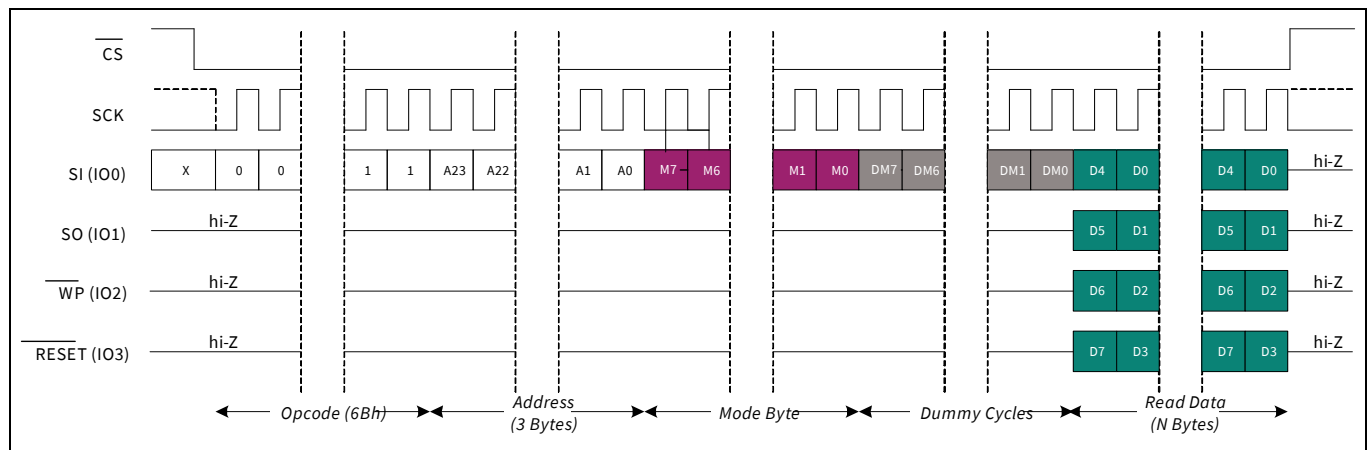 CS
SCK
SI (IO0) X 0 0 1 1 A23 A22 A1 A0 M7 M6 M1 M0 DM7 DM6 DM1 DM0 D4 D0 D4 D0 hi-Z
SO (IO1) hi-Z D5 D1 D5 D1 hi-Z
WP (IO2) hi-Z D6 D2 D6 D2 hi-Z
RESET (IO3) hi-Z D7 D3 D7 D3 hi-Z
Opcode (6Bh) Address (3 Bytes) Mode Byte Dummy Cycles Read Data (N Bytes)